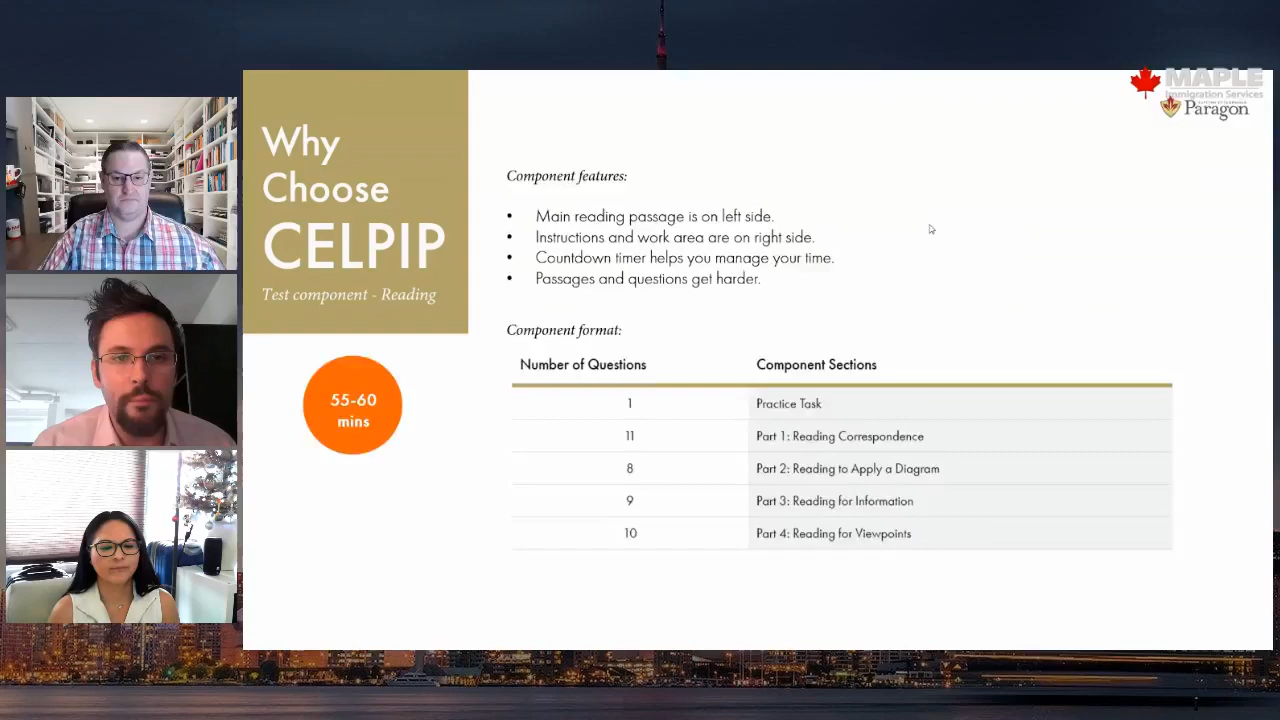 MAPLE
Immigration Services
Paragon
Why
Choose
CELPIP
Test component - Reading
55-60
mins
Component features:
• Main reading passage is on left side.
• Instructions and work area are on right side.
• Countdown timer helps you manage your time.
• Passages and questions get harder.
Component format:
Number of Questions Component Sections
1 Practice Task
11 Part 1: Reading Correspondence
8 Part 2: Reading to Apply a Diagram
9 Part 3: Reading for Information
10 Part 4: Reading for Viewpoints